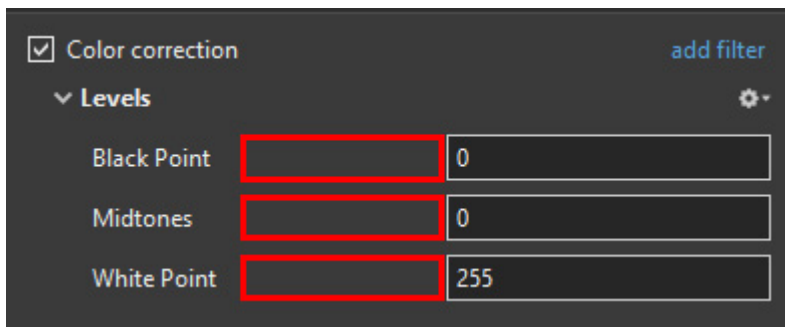 Color correction add filter
Levels
Black Point 0
Midtones 0
White Point 255